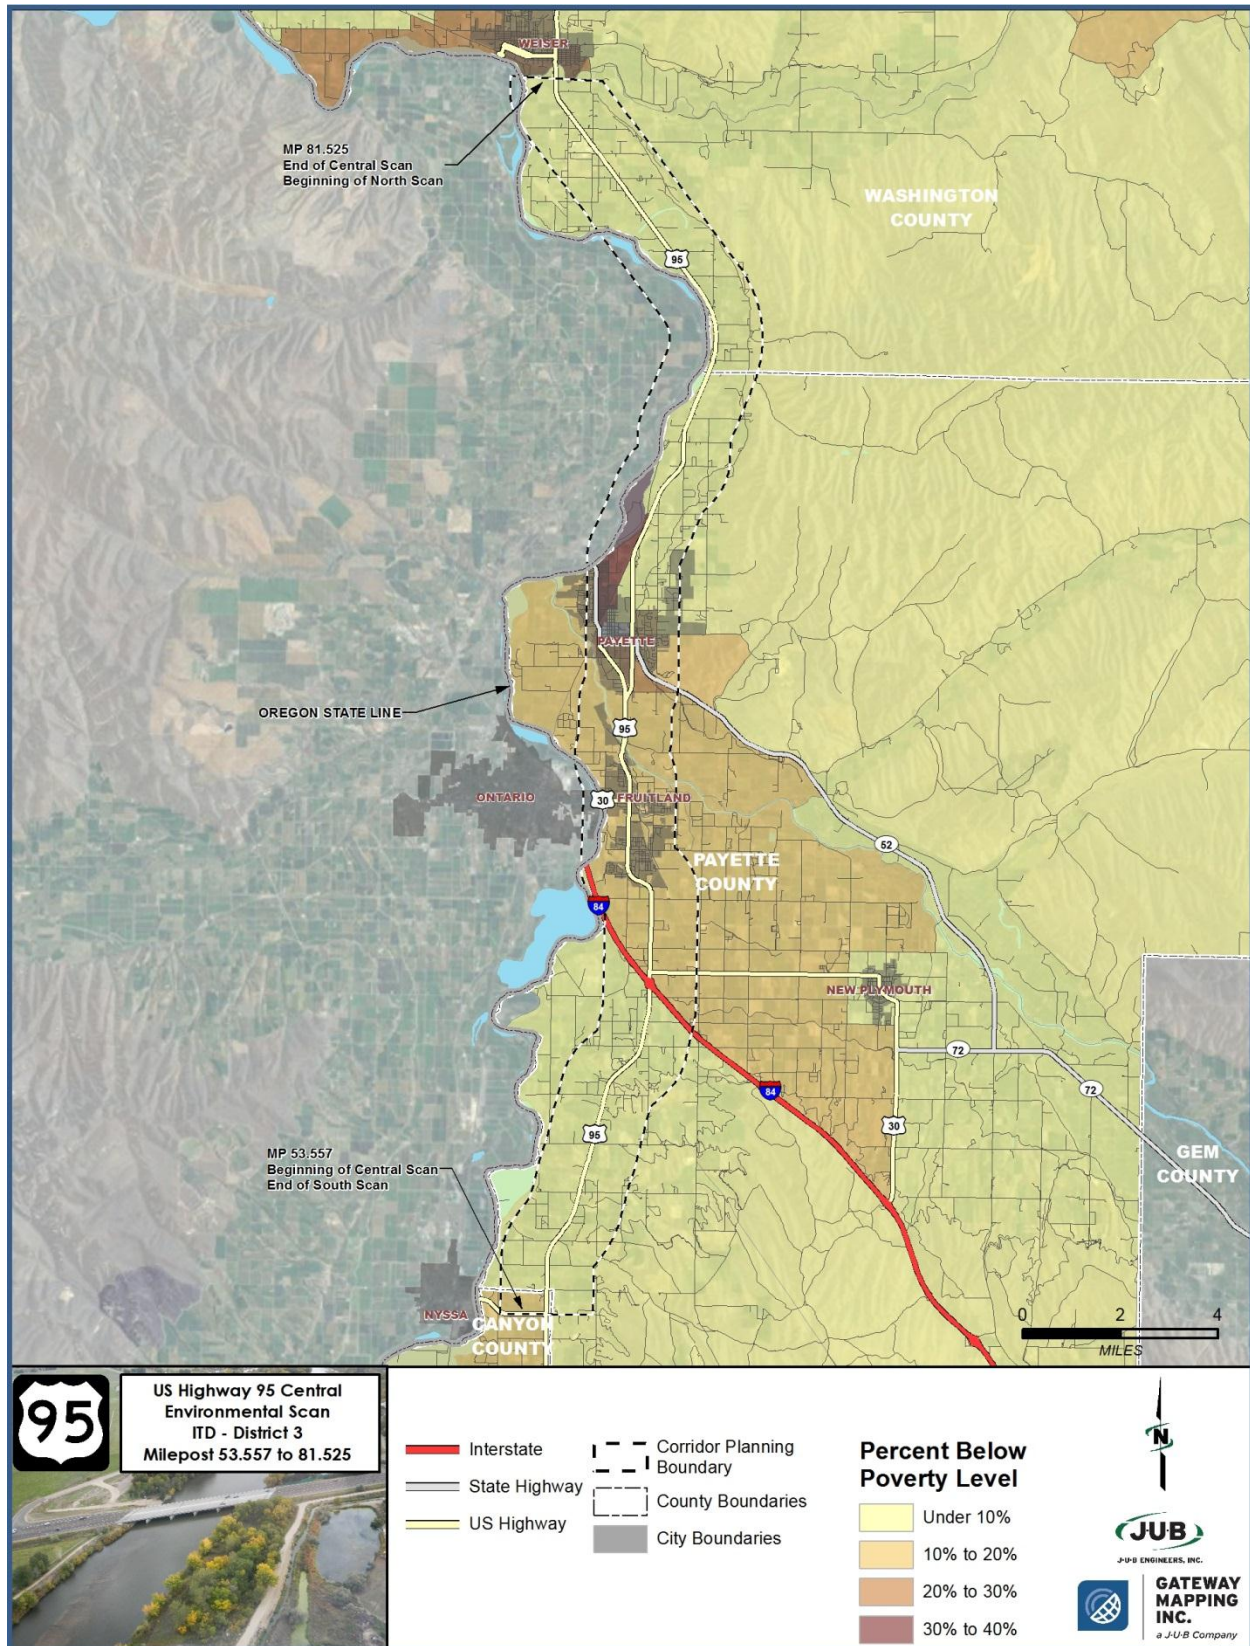 WEISER
MP 81.525
End of Central Scan
Beginning of North Scan
WASHINGTON
COUNTY
95
PAYETTE
OREGON STATE LINE
95
ONTARIO
30
FRUITLAND
52
PAYETTE
COUNTY
84
NEW PLYMOUTH
72
84
72
30
95
MP 53.557
Beginning of Central Scan
End of South Scan
GEM
COUNTY
NYSSA
CANYON
COUNTY
0 2 4
MILES
95
US Highway 95 Central
Environmental Scan
ITD - District 3
Milepost 53.557 to 81.525
Interstate
State Highway
US Highway
Corridor Planning
Boundary
County Boundaries
City Boundaries
Percent Below
Poverty Level
Under 10%
10% to 20%
20% to 30%
30% to 40%
N
J-U-B
J-U-B ENGINEERS, INC.
GATEWAY
MAPPING
INC.
a J-U-B Company